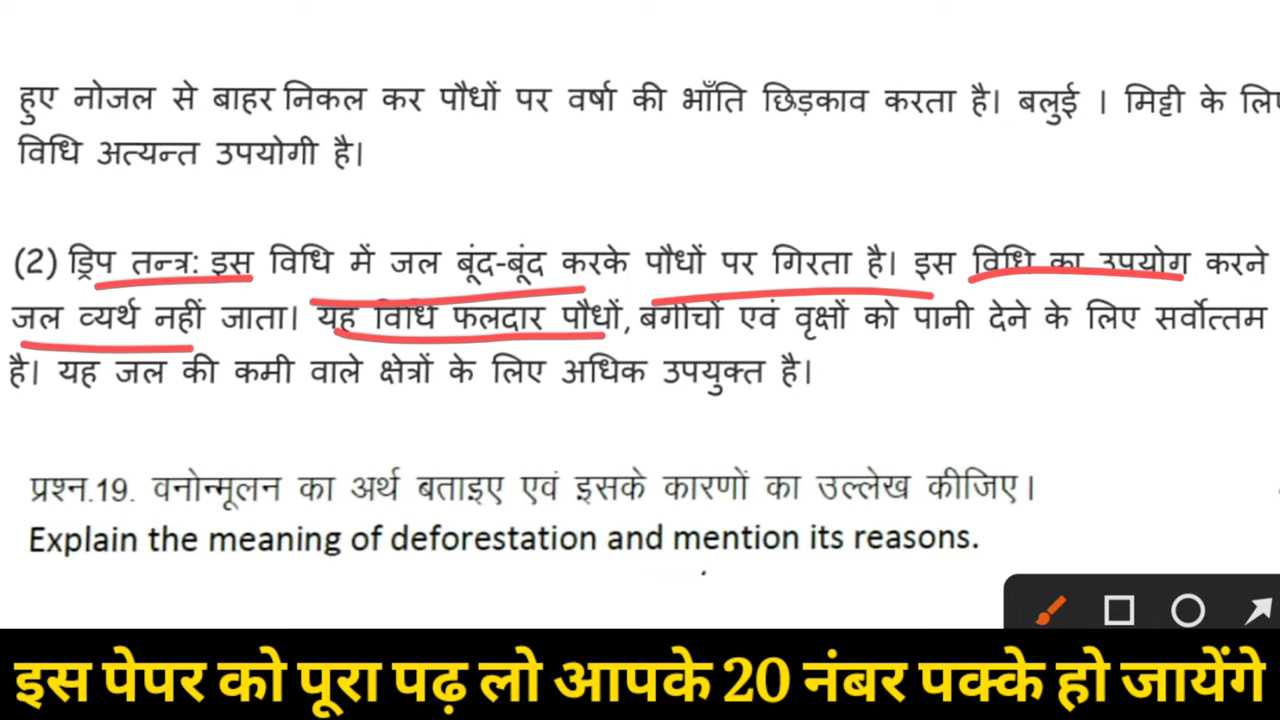 हुए नोजल से बाहर निकल कर पौधों पर वर्षा की भाँति छिड़काव करता है। बलुई । मिट्टी के
विधि अत्यन्त उपयोगी है।
(2) ड्रिप तन्त्र: इस विधि में जल बूंद-बूंद करके पौधों पर गिरता है। इस विधि का उपयोग करने
जल व्यर्थ नहीं जाता। यह विधि फलदार पौधों, बगीचों एवं वृक्षों को पानी देने के लिए सर्वोत्तम
है। यह जल की कमी वाले क्षेत्रों के लिए अधिक उपयुक्त है।
प्रश्न.19. वनोन्मूलन का अर्थ बताइए एवं इसके कारणों का उल्लेख कीजिए।
Explain the meaning of deforestation and mention its reasons.
इस पेपर को पूरा पढ़ लो आपके 20 नंबर पक्के हो जायेंगे